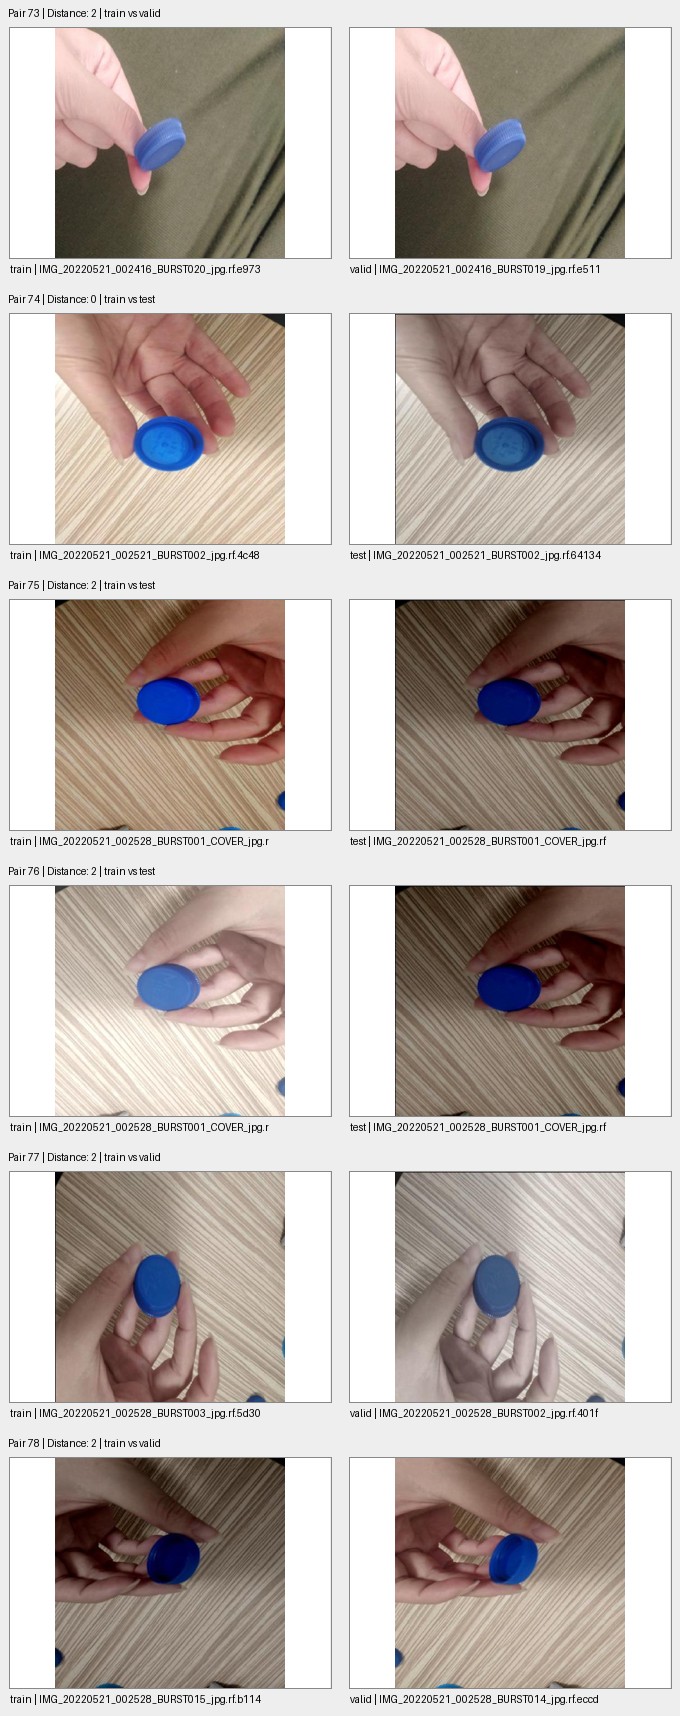 Pair 73 | Distance: 2 | train vs valid
train | IMG_20220521_002416_BURST020_jpg.rf.e973
valid | IMG_20220521_002416_BURST019_jpg.rf.e511
Pair 74 | Distance: 0 | train vs test
train | IMG_20220521_002521_BURST002_jpg.rf.4c48
test | IMG_20220521_002521_BURST002_jpg.rf.64134
Pair 75 | Distance: 2 | train vs test
train | IMG_20220521_002528_BURST001_COVER_jpg.r
test | IMG_20220521_002528_BURST001_COVER_jpg.rf
Pair 76 | Distance: 2 | train vs test
train | IMG_20220521_002528_BURST001_COVER_jpg.r
test | IMG_20220521_002528_BURST001_COVER_jpg.rf
Pair 77 | Distance: 2 | train vs valid
train | IMG_20220521_002528_BURST003_jpg.rf.5d30
valid | IMG_20220521_002528_BURST002_jpg.rf.401f
Pair 78 | Distance: 2 | train vs valid
train | IMG_20220521_002528_BURST015_jpg.rf.b114
valid | IMG_20220521_002528_BURST014_jpg.rf.eccd